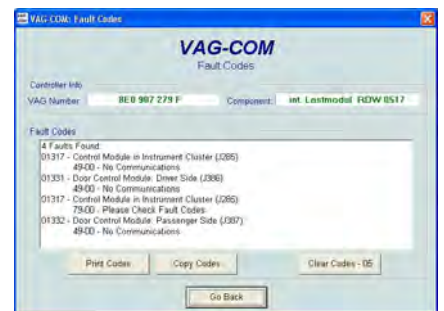 VAG-COM: Fault Codes
VAG-COM
Fault Codes
Controller Info
VAG Number: 8E0 907 279 F Component: int. Lastmodul RDW 0517
Fault Codes
4 Faults Found:
01317 - Control Module in Instrument Cluster (J285)
49-00 - No Communications
01331 - Door Control Module: Driver Side (J386)
49-00 - No Communications
01317 - Control Module in Instrument Cluster (J285)
79-00 - Please Check Fault Codes
01332 - Door Control Module: Passenger Side (J387)
49-00 - No Communications
Print Codes Copy Codes Clear Codes - 05
Go Back